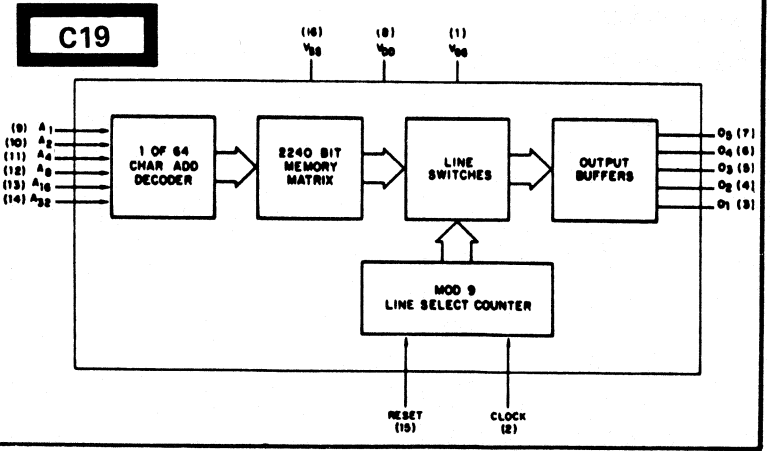 C19
(16) (8) (1)
VSS VDD VGG
(9) A1
(10) A2
(11) A4
(12) A8
(13) A16
(14) A32
1 OF 64
CHAR ADD
DECODER
2240 BIT
MEMORY
MATRIX
LINE
SWITCHES
OUTPUT
BUFFERS
O5 (7)
O4 (6)
O3 (5)
O2 (4)
O1 (3)
MOD 9
LINE SELECT COUNTER
RESET
(15)
CLOCK
(2)